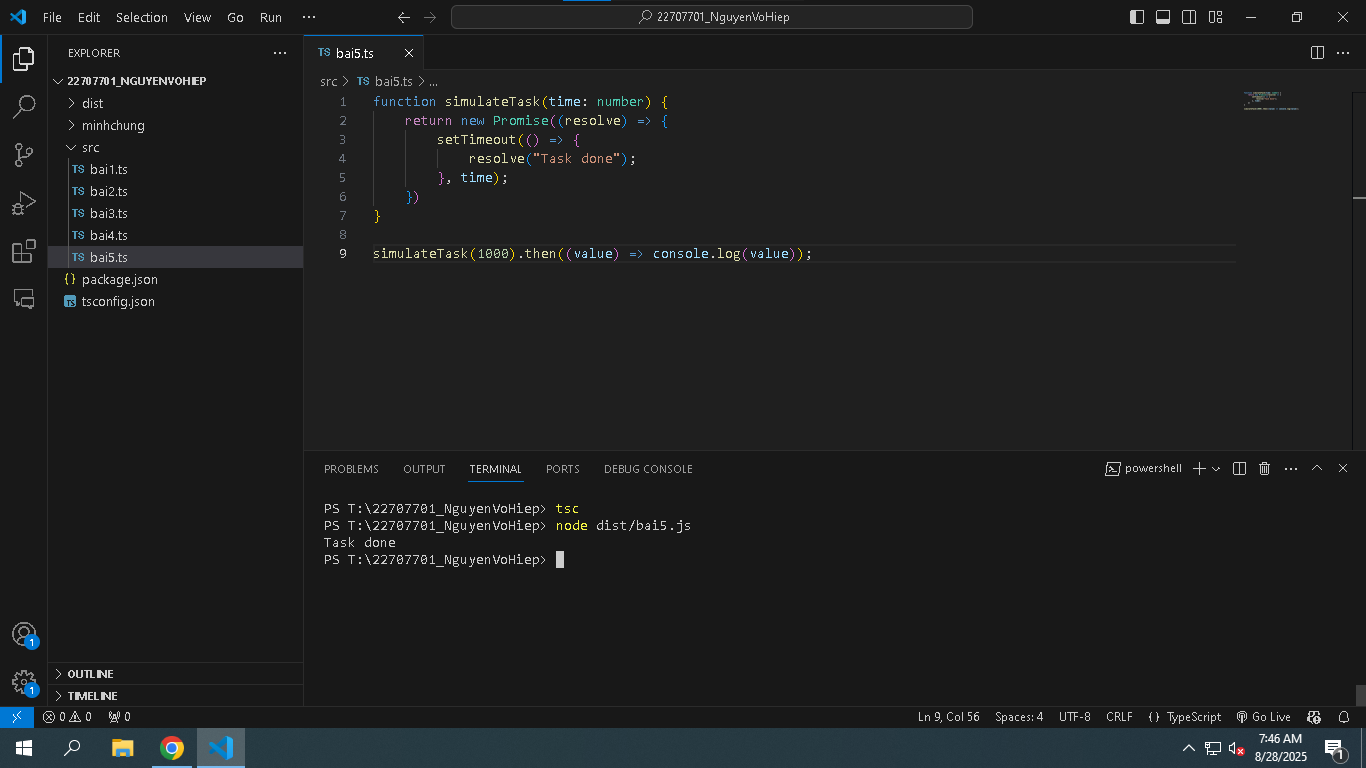 File Edit Selection View Go Run ··· 22707701_NguyenVoHiep
EXPLORER ···
22707701_NGUYENVOHIEP
dist
minhchung
src
TS bai1.ts
TS bai2.ts
TS bai3.ts
TS bai4.ts
TS bai5.ts
{} package.json
TS tsconfig.json
OUTLINE
TIMELINE
TS bai5.ts
src > TS bai5.ts > ...
1 function simulateTask(time: number) {
2 return new Promise((resolve) => {
3 setTimeout(() => {
4 resolve("Task done");
5 }, time);
6 })
7 }
8
9 simulateTask(1000).then((value) => console.log(value));
PROBLEMS OUTPUT TERMINAL PORTS DEBUG CONSOLE powershell
PS T:\22707701_NguyenVoHiep> tsc
PS T:\22707701_NguyenVoHiep> node dist/bai5.js
Task done
PS T:\22707701_NguyenVoHiep>
1
1
0 0 0 Ln 9, Col 56 Spaces: 4 UTF-8 CRLF {} TypeScript Go Live
7:46 AM
8/28/2025
1